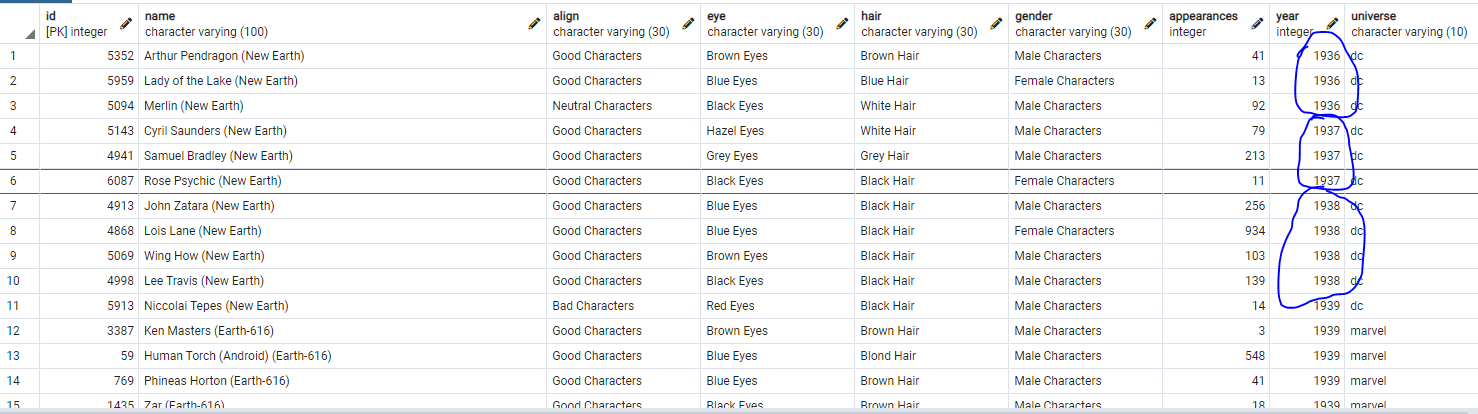 id name align eye hair gender appearances year universe
[PK] integer character varying (100) character varying (30) character varying (30) character varying (30) character varying (30) integer integer character varying (10)
1 5352 Arthur Pendragon (New Earth) Good Characters Brown Eyes Brown Hair Male Characters 41 1936 dc
2 5959 Lady of the Lake (New Earth) Good Characters Blue Eyes Blue Hair Female Characters 13 1936 dc
3 5094 Merlin (New Earth) Neutral Characters Black Eyes White Hair Male Characters 92 1936 dc
4 5143 Cyril Saunders (New Earth) Good Characters Hazel Eyes White Hair Male Characters 79 1937 dc
5 4941 Samuel Bradley (New Earth) Good Characters Grey Eyes Grey Hair Male Characters 213 1937 dc
6 6087 Rose Psychic (New Earth) Good Characters Black Eyes Black Hair Female Characters 11 1937 dc
7 4913 John Zatara (New Earth) Good Characters Blue Eyes Black Hair Male Characters 256 1938 dc
8 4868 Lois Lane (New Earth) Good Characters Blue Eyes Black Hair Female Characters 934 1938 dc
9 5069 Wing How (New Earth) Good Characters Brown Eyes Black Hair Male Characters 103 1938 dc
10 4998 Lee Travis (New Earth) Good Characters Black Eyes Black Hair Male Characters 139 1938 dc
11 5913 Niccolai Tepes (New Earth) Bad Characters Red Eyes Black Hair Male Characters 14 1939 dc
12 3387 Ken Masters (Earth-616) Good Characters Brown Eyes Brown Hair Male Characters 3 1939 marvel
13 59 Human Torch (Android) (Earth-616) Good Characters Blue Eyes Blond Hair Male Characters 548 1939 marvel
14 769 Phineas Horton (Earth-616) Good Characters Blue Eyes Brown Hair Male Characters 41 1939 marvel
15 1435 Zar (Earth-616) Good Characters Black Eyes Brown Hair Male Characters 18 1939 marvel